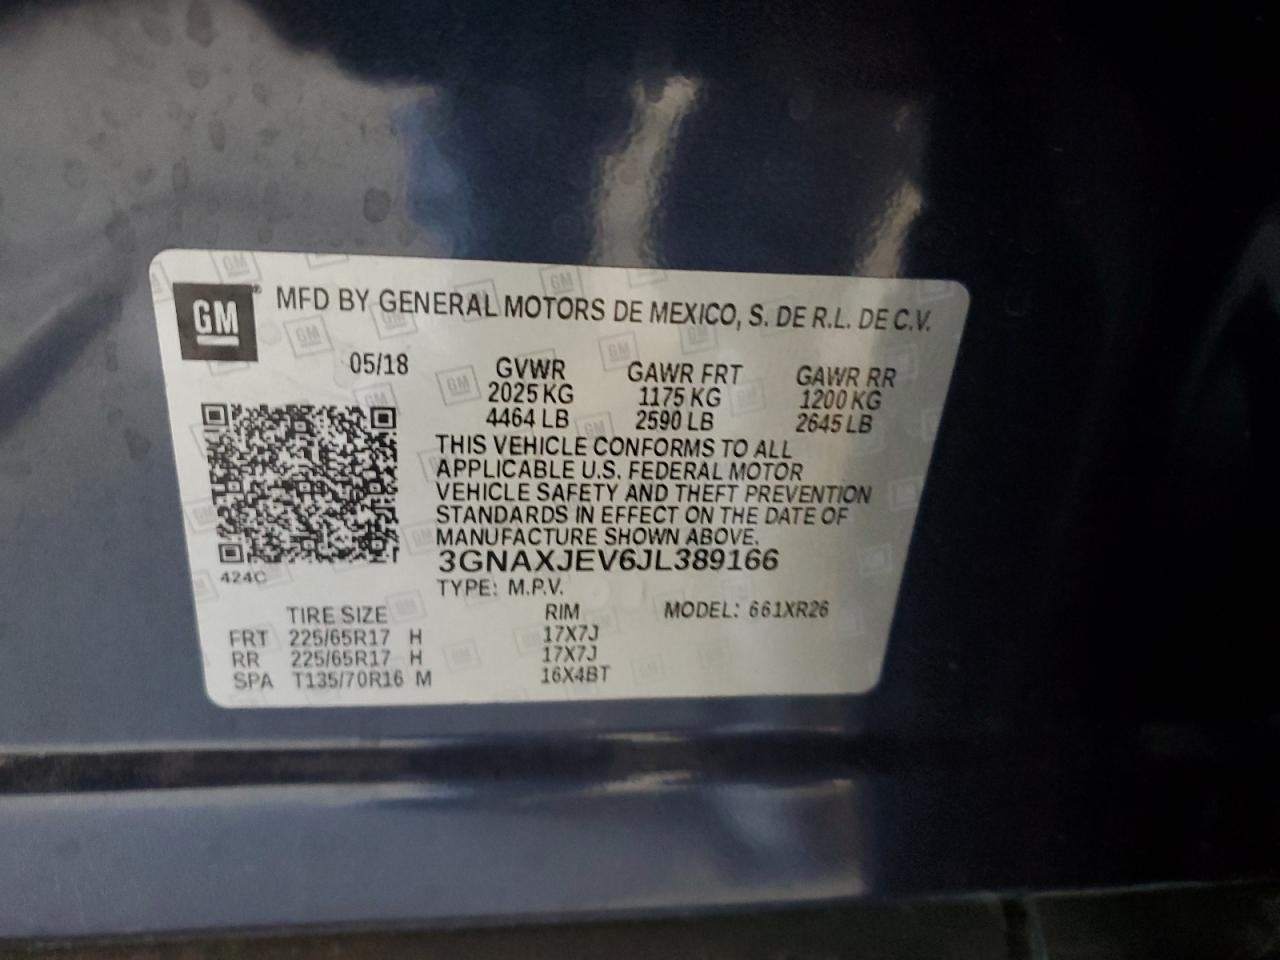 GM ® MFD BY GENERAL MOTORS DE MEXICO, S. DE R.L. DE C.V.
05/18 GVWR GAWR FRT GAWR RR
2025 KG 1175 KG 1200 KG
4464 LB 2590 LB 2645 LB
THIS VEHICLE CONFORMS TO ALL
APPLICABLE U.S. FEDERAL MOTOR
VEHICLE SAFETY AND THEFT PREVENTION
STANDARDS IN EFFECT ON THE DATE OF
MANUFACTURE SHOWN ABOVE.
3GNAXJEV6JL389166
424C
TYPE: M.P.V.
TIRE SIZE RIM MODEL: 661XR26
FRT 225/65R17 H 17X7J
RR 225/65R17 H 17X7J
SPA T135/70R16 M 16X4BT